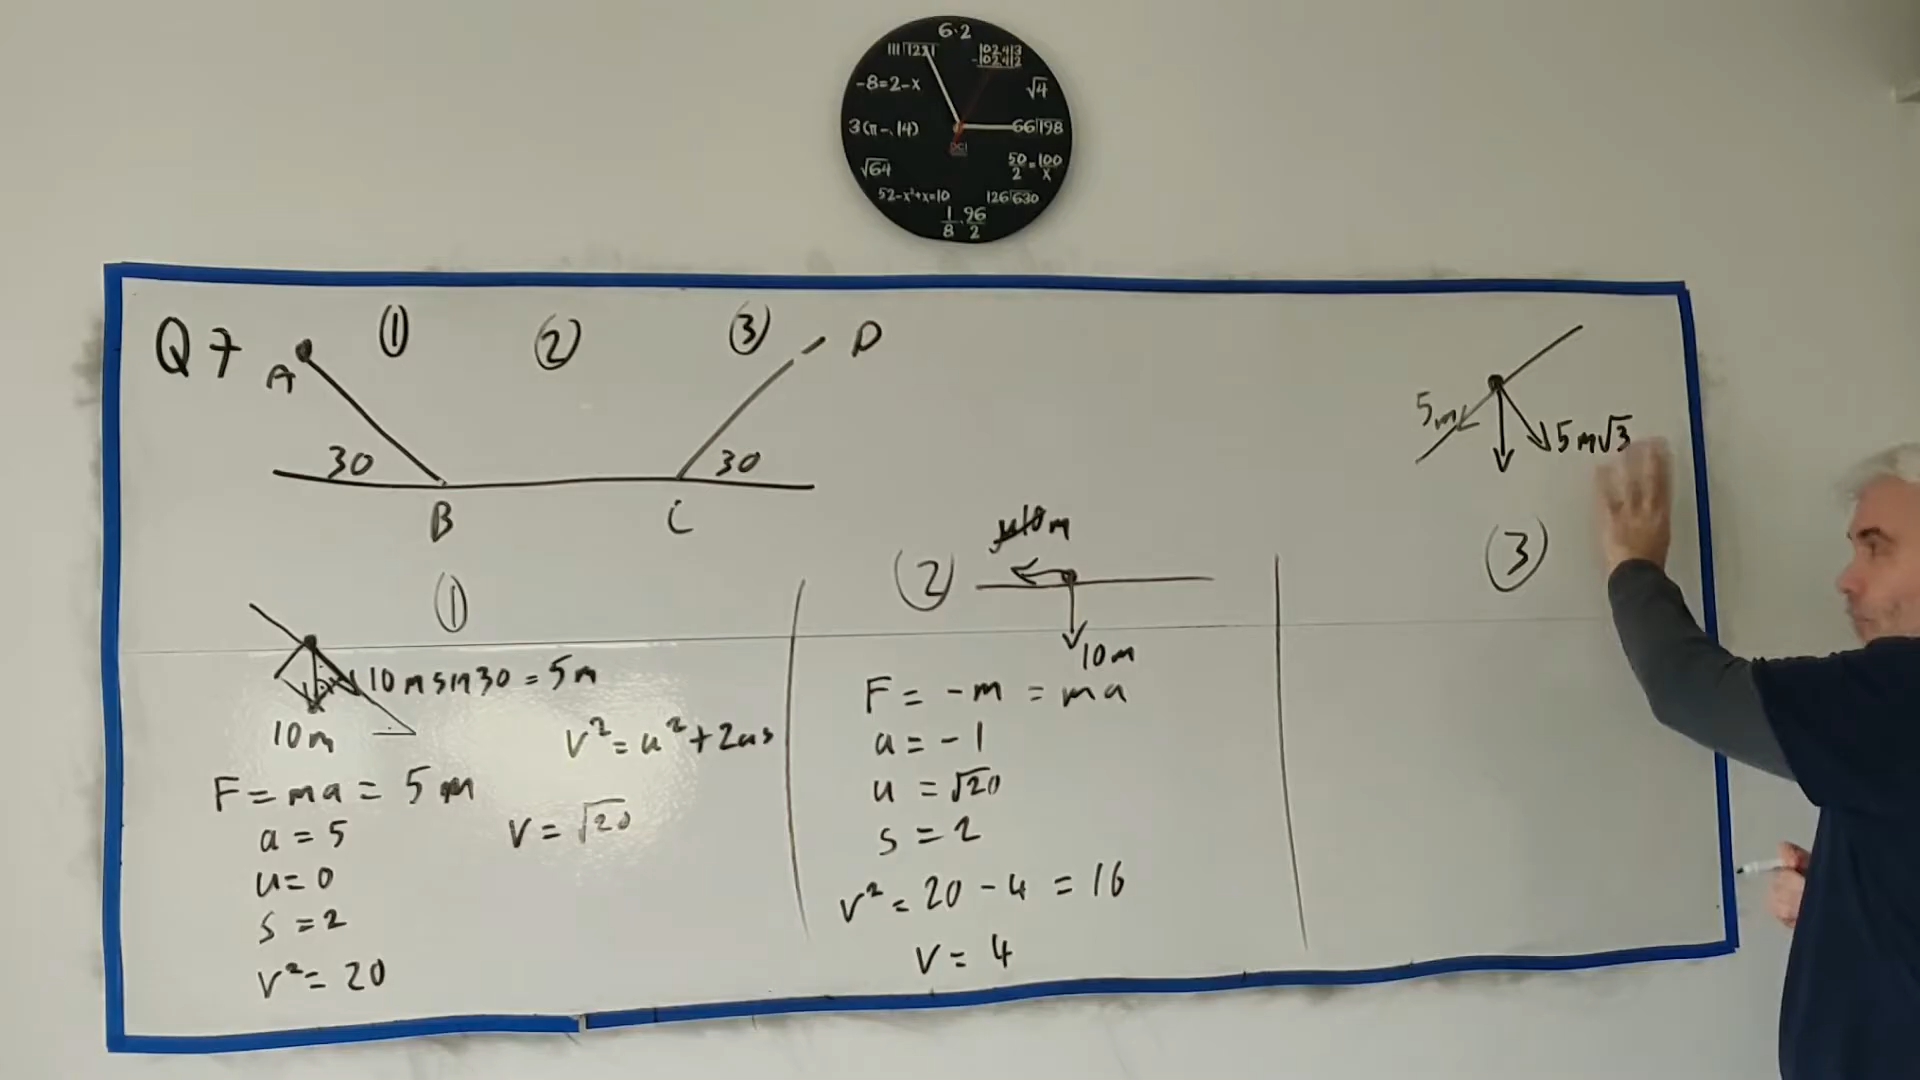 6·2
111|1221
102,413
-102,412
-8=2-x
√4
3(π-.14)
66|198
DCI
√64
50/2=100/x
52-x²+x=10
126|630
1/8·96/2
Q7
①
②
③
A
D
30
30
B
C
5m
5m√3
③
①
10m sin30 = 5m
10m
v² = u² + 2as
F = ma = 5m
a = 5
v = √20
u = 0
s = 2
v² = 20
②
10m
F = -m = ma
a = -1
u = √20
s = 2
v² = 20 - 4 = 16
v = 4